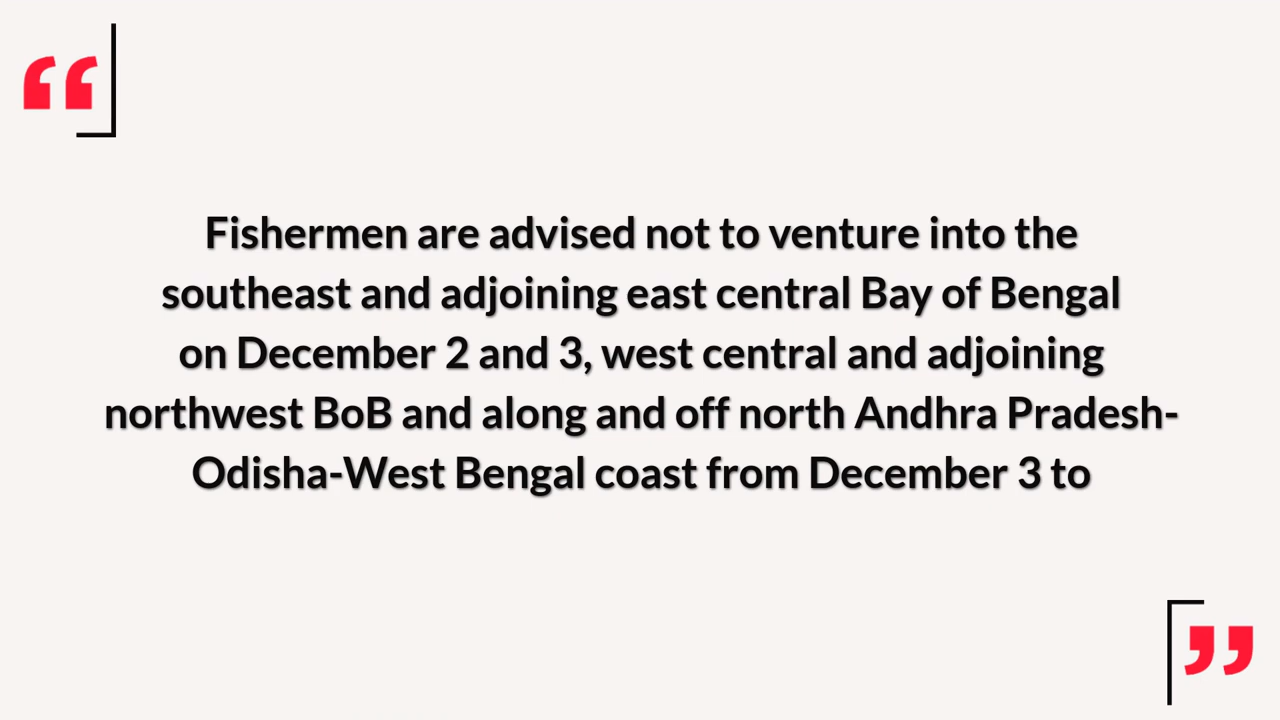 Fishermen are advised not to venture into the
southeast and adjoining east central Bay of Bengal
on December 2 and 3, west central and adjoining
northwest BoB and along and off north Andhra Pradesh-
Odisha-West Bengal coast from December 3 to